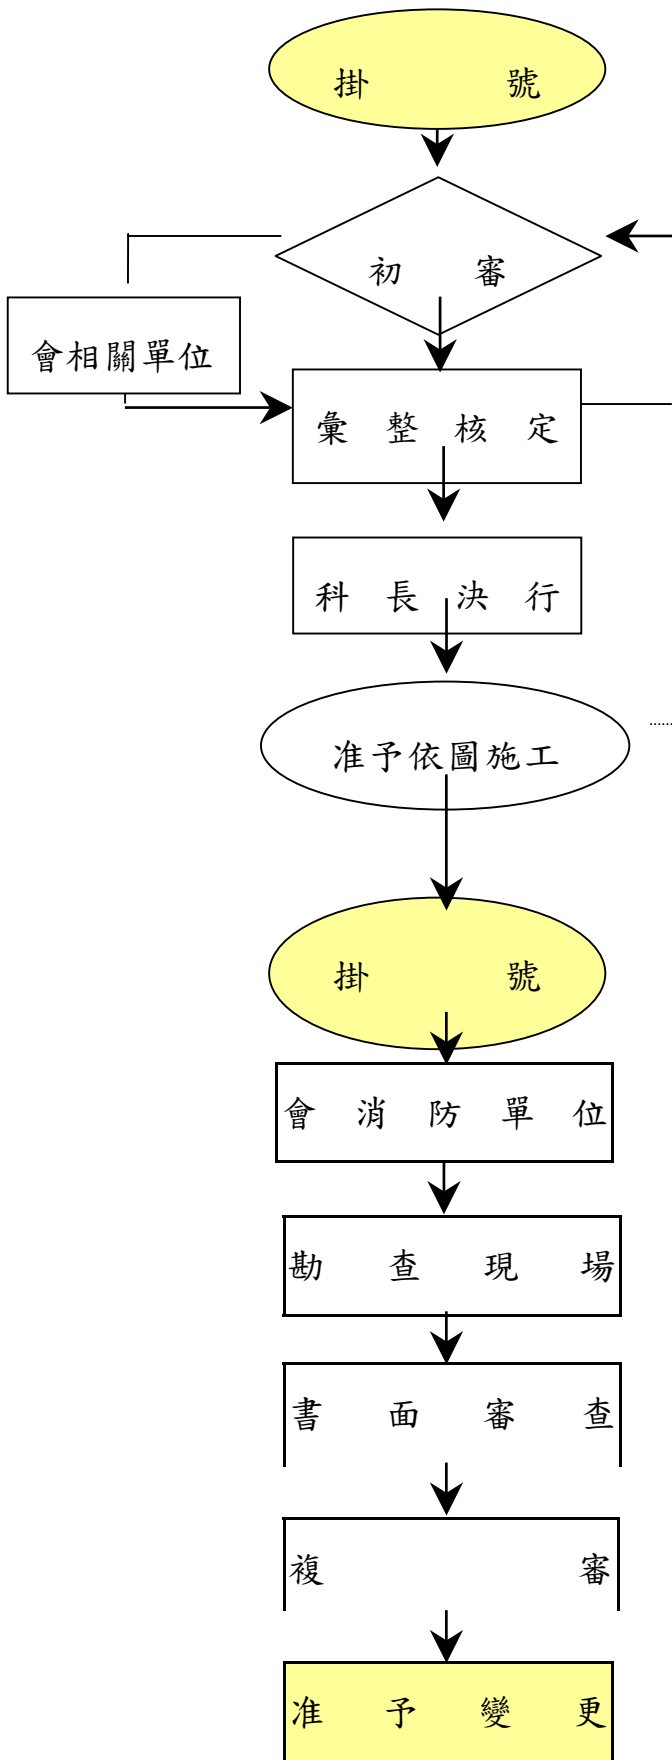 掛號
初審
會相關單位
彙整核定
科長決行
准予依圖施工
掛號
會消防單位
勘查現場
書面審查
複審
准予變更